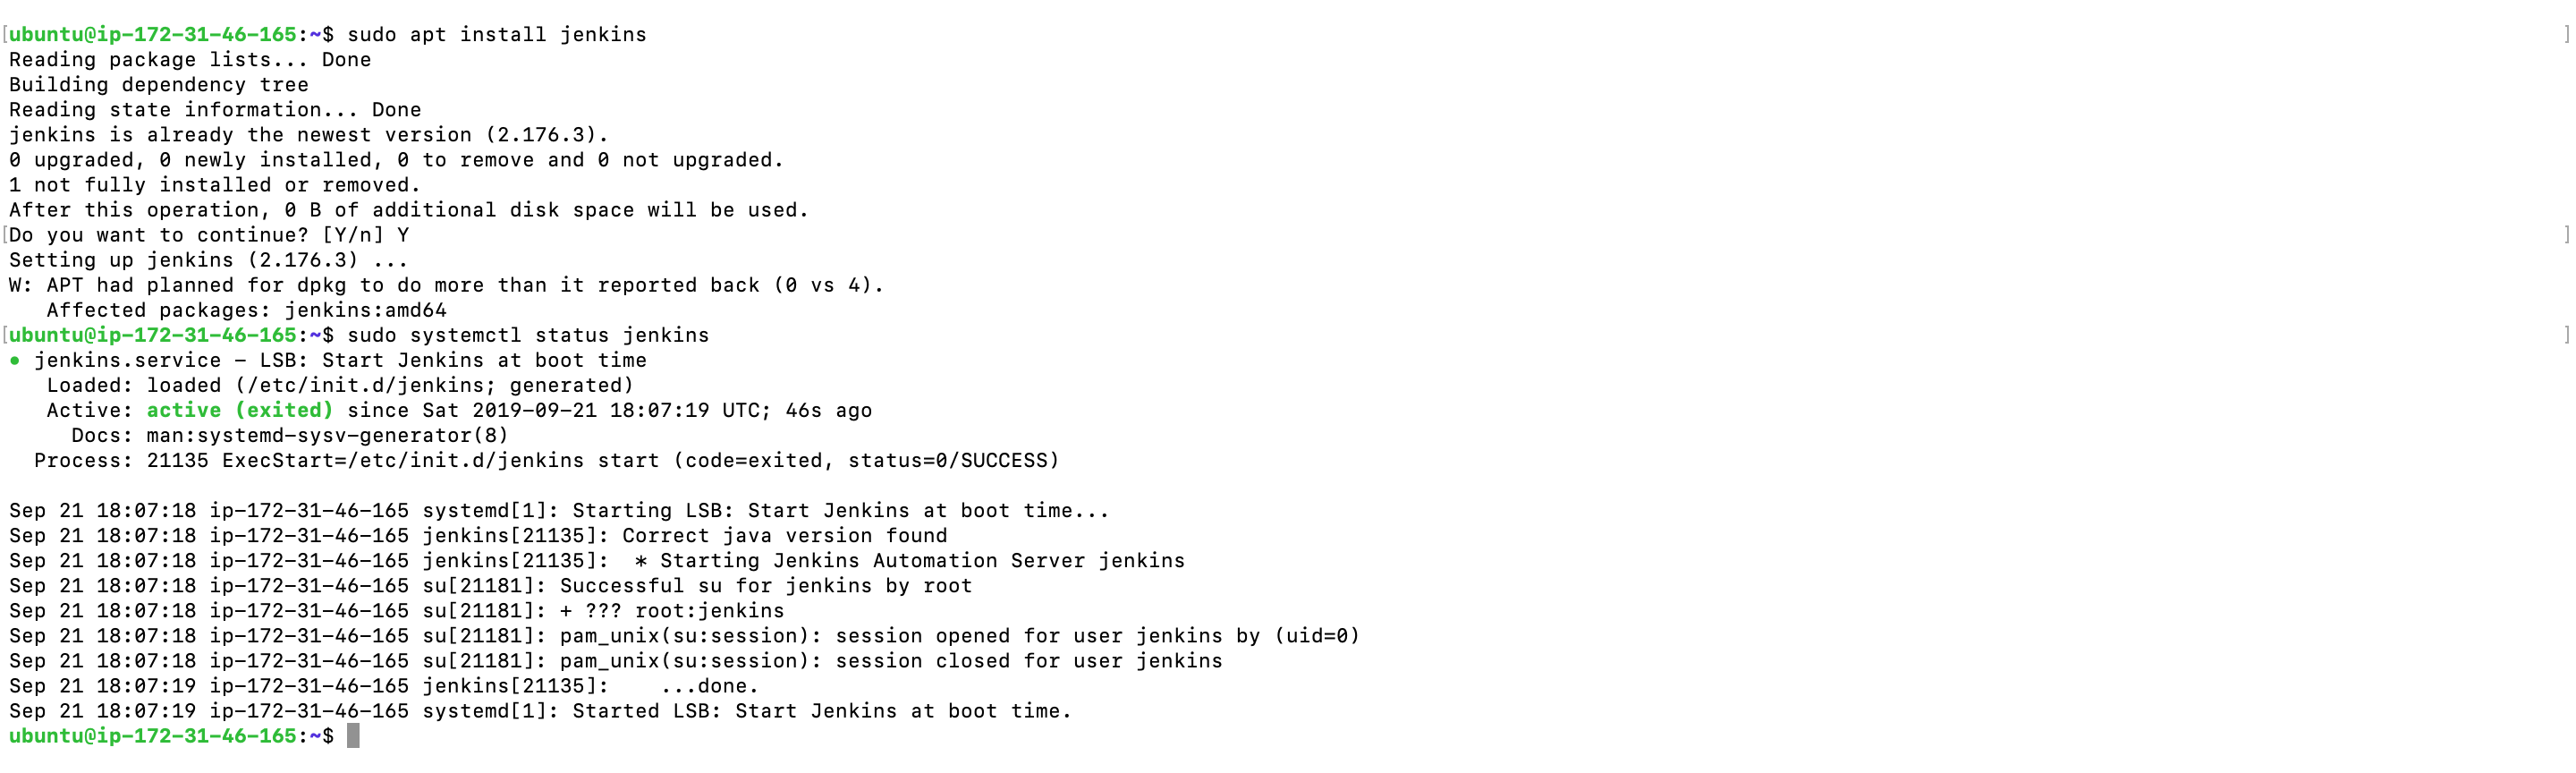 [ubuntu@ip-172-31-46-165:~$ sudo apt install jenkins ]
Reading package lists... Done
Building dependency tree
Reading state information... Done
jenkins is already the newest version (2.176.3).
0 upgraded, 0 newly installed, 0 to remove and 0 not upgraded.
1 not fully installed or removed.
After this operation, 0 B of additional disk space will be used.
[Do you want to continue? [Y/n] Y ]
Setting up jenkins (2.176.3) ...
W: APT had planned for dpkg to do more than it reported back (0 vs 4).
   Affected packages: jenkins:amd64
[ubuntu@ip-172-31-46-165:~$ sudo systemctl status jenkins ]
● jenkins.service - LSB: Start Jenkins at boot time
   Loaded: loaded (/etc/init.d/jenkins; generated)
   Active: active (exited) since Sat 2019-09-21 18:07:19 UTC; 46s ago
     Docs: man:systemd-sysv-generator(8)
  Process: 21135 ExecStart=/etc/init.d/jenkins start (code=exited, status=0/SUCCESS)
Sep 21 18:07:18 ip-172-31-46-165 systemd[1]: Starting LSB: Start Jenkins at boot time...
Sep 21 18:07:18 ip-172-31-46-165 jenkins[21135]: Correct java version found
Sep 21 18:07:18 ip-172-31-46-165 jenkins[21135]:  * Starting Jenkins Automation Server jenkins
Sep 21 18:07:18 ip-172-31-46-165 su[21181]: Successful su for jenkins by root
Sep 21 18:07:18 ip-172-31-46-165 su[21181]: + ??? root:jenkins
Sep 21 18:07:18 ip-172-31-46-165 su[21181]: pam_unix(su:session): session opened for user jenkins by (uid=0)
Sep 21 18:07:18 ip-172-31-46-165 su[21181]: pam_unix(su:session): session closed for user jenkins
Sep 21 18:07:19 ip-172-31-46-165 jenkins[21135]:    ...done.
Sep 21 18:07:19 ip-172-31-46-165 systemd[1]: Started LSB: Start Jenkins at boot time.
ubuntu@ip-172-31-46-165:~$